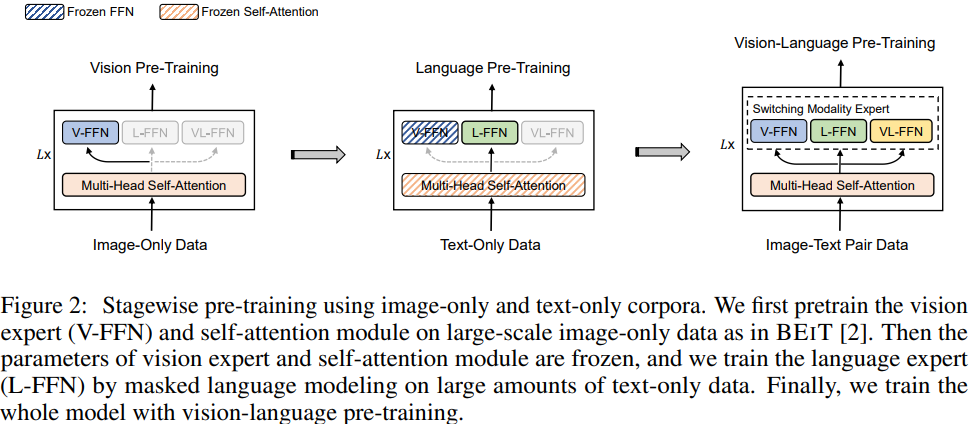 Frozen FFN Frozen Self-Attention
Vision Pre-Training
V-FFN L-FFN VL-FFN
Lx
Multi-Head Self-Attention
Image-Only Data
Language Pre-Training
V-FFN L-FFN VL-FFN
Lx
Multi-Head Self-Attention
Text-Only Data
Vision-Language Pre-Training
Switching Modality Expert
V-FFN L-FFN VL-FFN
Lx
Multi-Head Self-Attention
Image-Text Pair Data
Figure 2: Stagewise pre-training using image-only and text-only corpora. We first pretrain the vision
expert (V-FFN) and self-attention module on large-scale image-only data as in BEIT [2]. Then the
parameters of vision expert and self-attention module are frozen, and we train the language expert
(L-FFN) by masked language modeling on large amounts of text-only data. Finally, we train the
whole model with vision-language pre-training.